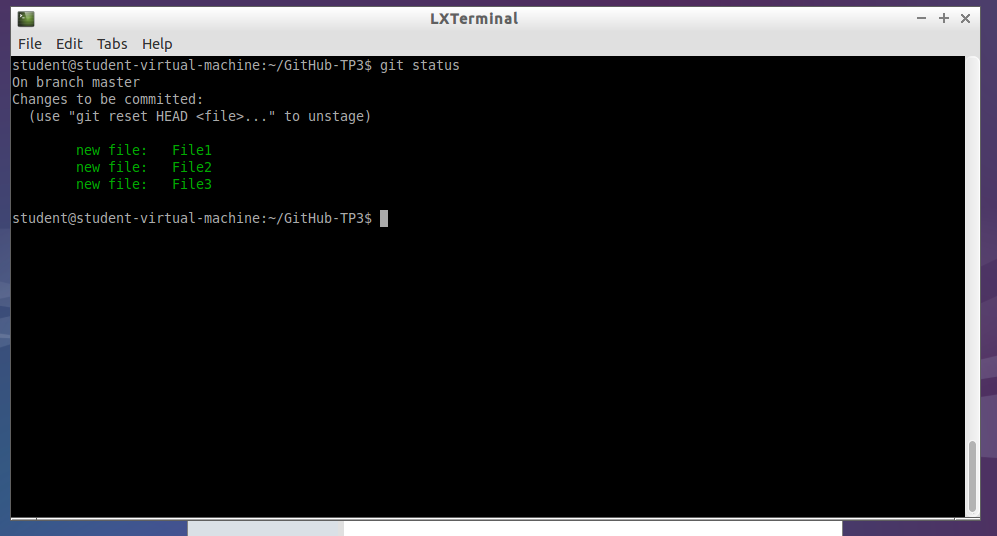 LXTerminal
File Edit Tabs Help
student@student-virtual-machine:~/GitHub-TP3$ git status
On branch master
Changes to be committed:
  (use "git reset HEAD <file>..." to unstage)
        new file:   File1
        new file:   File2
        new file:   File3
student@student-virtual-machine:~/GitHub-TP3$